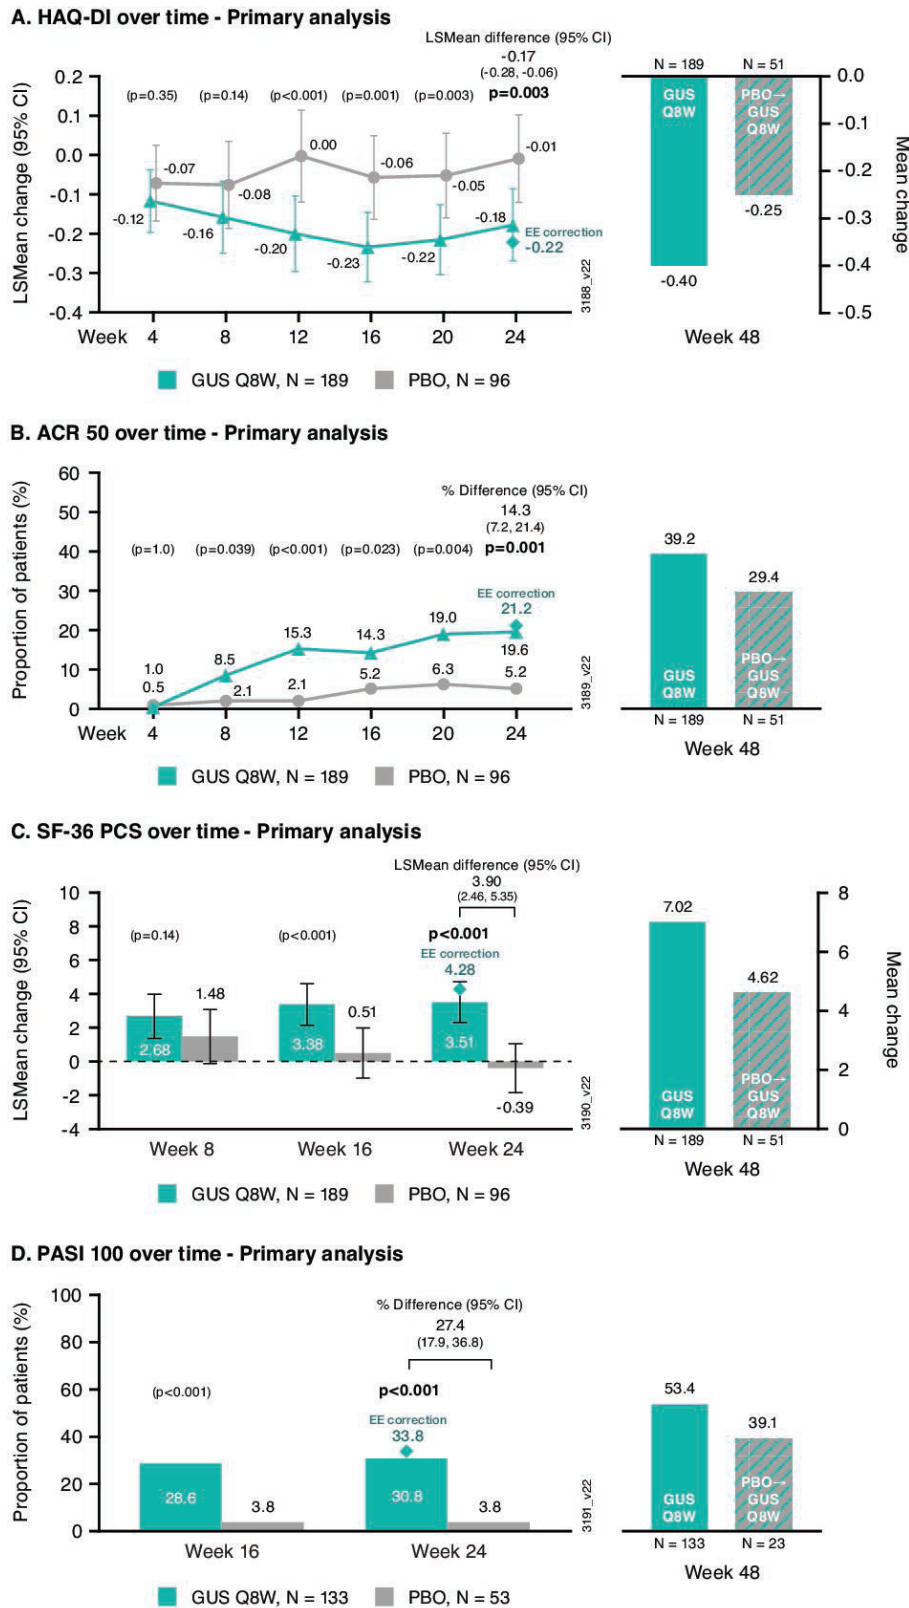 A. HAQ-DI over time - Primary analysis
LSMean difference (95% CI)
-0.17
(-0.28, -0.06)
(p=0.35) (p=0.14) (p<0.001) (p=0.001) (p=0.003) p=0.003
LSMean change (95% CI)
0.2
0.1
0.0
-0.1
-0.2
-0.3
-0.4
-0.07
-0.08
0.00
-0.06
-0.05
-0.01
-0.12
-0.16
-0.20
-0.23
-0.22
-0.18
EE correction
-0.22
3188_v22
Week 4 8 12 16 20 24
GUS Q8W, N = 189 PBO, N = 96
N = 189 N = 51
GUS
Q8W
PBO→
GUS
Q8W
-0.40
-0.25
0.0
-0.1
-0.2
-0.3
-0.4
-0.5
Mean change
Week 48
B. ACR 50 over time - Primary analysis
% Difference (95% CI)
14.3
(7.2, 21.4)
(p=1.0) (p=0.039) (p<0.001) (p=0.023) (p=0.004) p=0.001
Proportion of patients (%)
60
50
40
30
20
10
0
EE correction
21.2
1.0
0.5
8.5
15.3
14.3
19.0
19.6
2.1
2.1
5.2
6.3
5.2
3189_v22
Week 4 8 12 16 20 24
GUS Q8W, N = 189 PBO, N = 96
39.2
29.4
GUS
Q8W
PBO→
GUS
Q8W
N = 189 N = 51
Week 48
C. SF-36 PCS over time - Primary analysis
LSMean difference (95% CI)
3.90
(2.46, 5.35)
(p=0.14) (p<0.001) p<0.001
EE correction
4.28
LSMean change (95% CI)
10
8
6
4
2
0
-2
-4
2.68
1.48
3.38
0.51
3.51
-0.39
3190_v22
Week 8 Week 16 Week 24
GUS Q8W, N = 189 PBO, N = 96
7.02
4.62
GUS
Q8W
PBO→
GUS
Q8W
N = 189 N = 51
8
6
4
2
0
Mean change
Week 48
D. PASI 100 over time - Primary analysis
% Difference (95% CI)
27.4
(17.9, 36.8)
(p<0.001) p<0.001
EE correction
33.8
Proportion of patients (%)
100
80
60
40
20
0
28.6
3.8
30.8
3.8
3191_v22
Week 16 Week 24
GUS Q8W, N = 133 PBO, N = 53
53.4
39.1
GUS
Q8W
PBO→
GUS
Q8W
N = 133 N = 23
Week 48